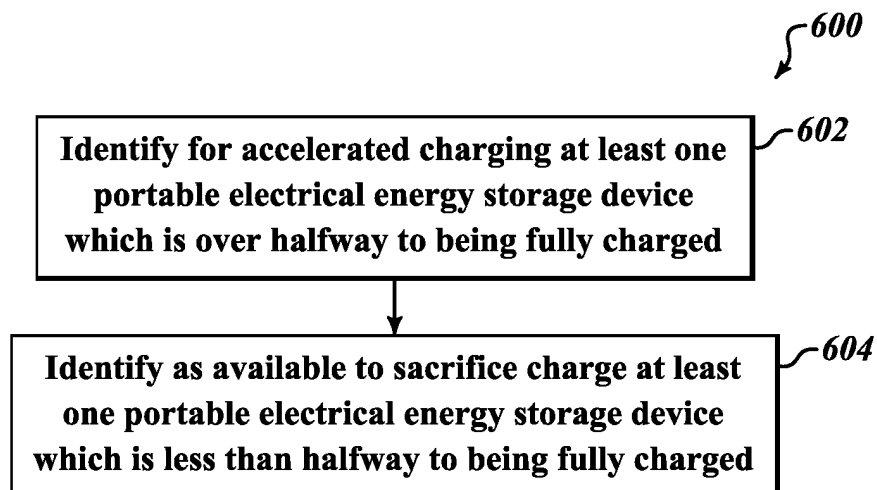 600
602
Identify for accelerated charging at least one
portable electrical energy storage device
which is over halfway to being fully charged
604
Identify as available to sacrifice charge at least
one portable electrical energy storage device
which is less than halfway to being fully charged